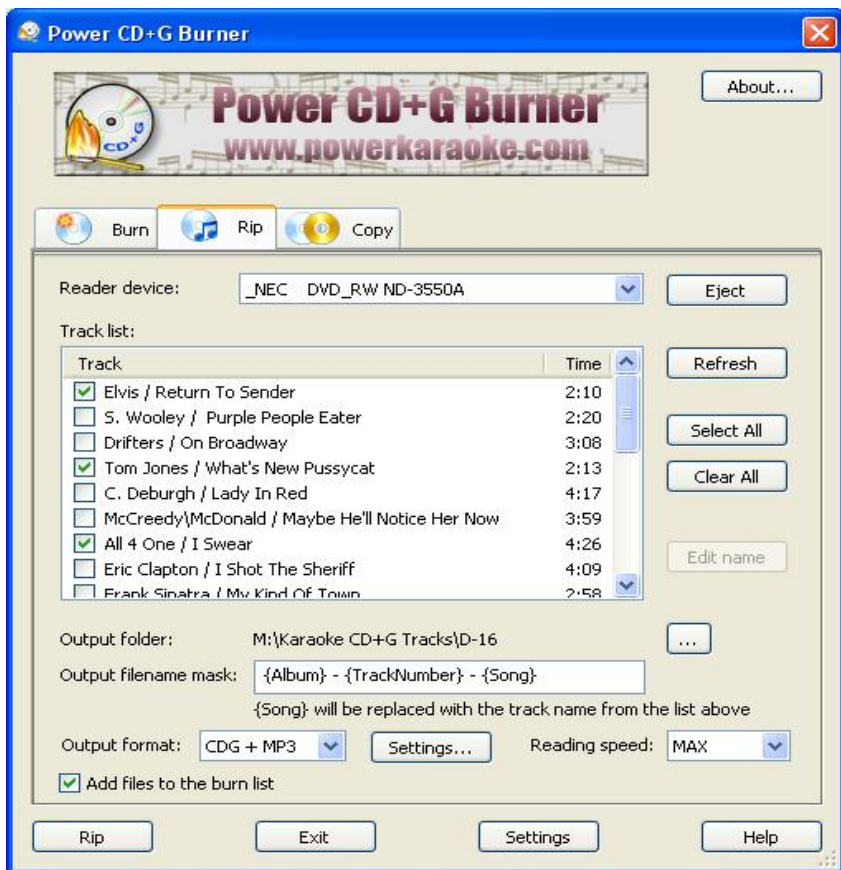 Power CD+G Burner
Power CD+G Burner
www.powerkaraoke.com
CD+G
About...
Burn Rip Copy
Reader device: _NEC DVD_RW ND-3550A Eject
Track list:
Track Time Refresh
Elvis / Return To Sender 2:10
S. Wooley / Purple People Eater 2:20
Drifters / On Broadway 3:08
Select All
Tom Jones / What's New Pussycat 2:13
Clear All
C. Deburgh / Lady In Red 4:17
McCreedy\McDonald / Maybe He'll Notice Her Now 3:59
All 4 One / I Swear 4:26
Edit name
Eric Clapton / I Shot The Sheriff 4:09
Frank Sinatra / My Kind Of Town 2:58
Output folder: M:\Karaoke CD+G Tracks\D-16 ...
Output filename mask: {Album} - {TrackNumber} - {Song}
{Song} will be replaced with the track name from the list above
Output format: CDG + MP3 Settings... Reading speed: MAX
Add files to the burn list
Rip Exit Settings Help